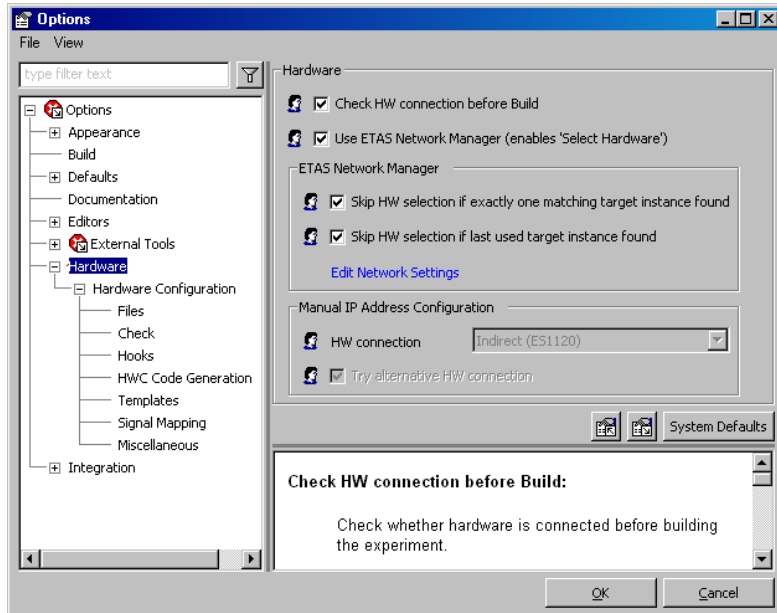 Options
File View
type filter text
Options
Appearance
Build
Defaults
Documentation
Editors
External Tools
Hardware
Hardware Configuration
Files
Check
Hooks
HWC Code Generation
Templates
Signal Mapping
Miscellaneous
Integration
Hardware
Check HW connection before Build
Use ETAS Network Manager (enables 'Select Hardware')
ETAS Network Manager
Skip HW selection if exactly one matching target instance found
Skip HW selection if last used target instance found
Edit Network Settings
Manual IP Address Configuration
HW connection Indirect (ES1120)
Try alternative HW connection
System Defaults
Check HW connection before Build:
Check whether hardware is connected before building
the experiment.
OK Cancel